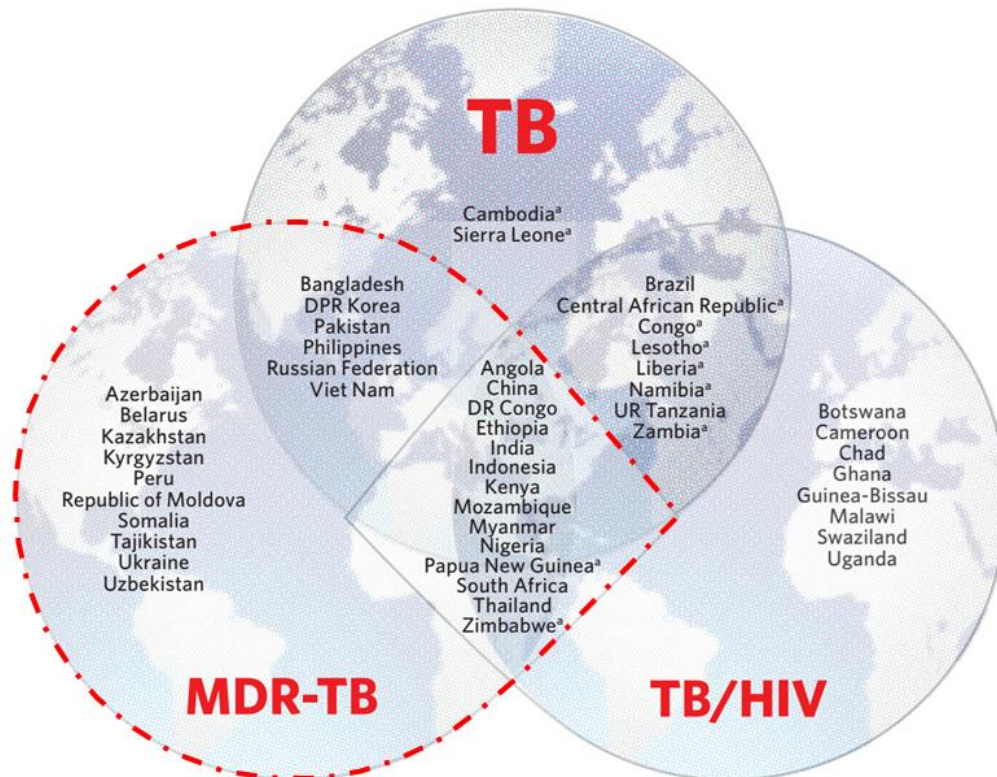 TB
Cambodiaᵃ
Sierra Leoneᵃ
Bangladesh
DPR Korea
Pakistan
Philippines
Russian Federation
Viet Nam
Brazil
Central African Republicᵃ
Congoᵃ
Lesothoᵃ
Liberiaᵃ
Namibiaᵃ
UR Tanzania
Zambiaᵃ
Angola
China
DR Congo
Ethiopia
India
Indonesia
Kenya
Mozambique
Myanmar
Nigeria
Papua New Guineaᵃ
South Africa
Thailand
Zimbabweᵃ
Azerbaijan
Belarus
Kazakhstan
Kyrgyzstan
Peru
Republic of Moldova
Somalia
Tajikistan
Ukraine
Uzbekistan
Botswana
Cameroon
Chad
Ghana
Guinea-Bissau
Malawi
Swaziland
Uganda
MDR-TB
TB/HIV